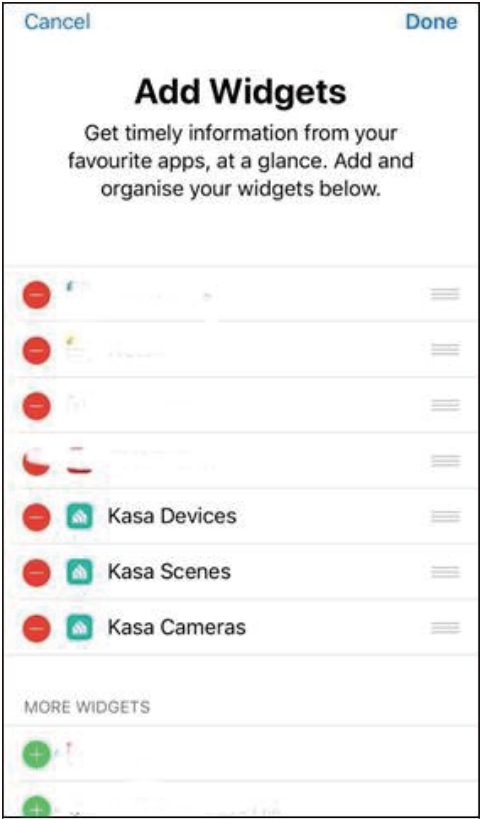 Cancel
Done
Add Widgets
Get timely information from your
favourite apps, at a glance. Add and
organise your widgets below.
Kasa Devices
Kasa Scenes
Kasa Cameras
MORE WIDGETS